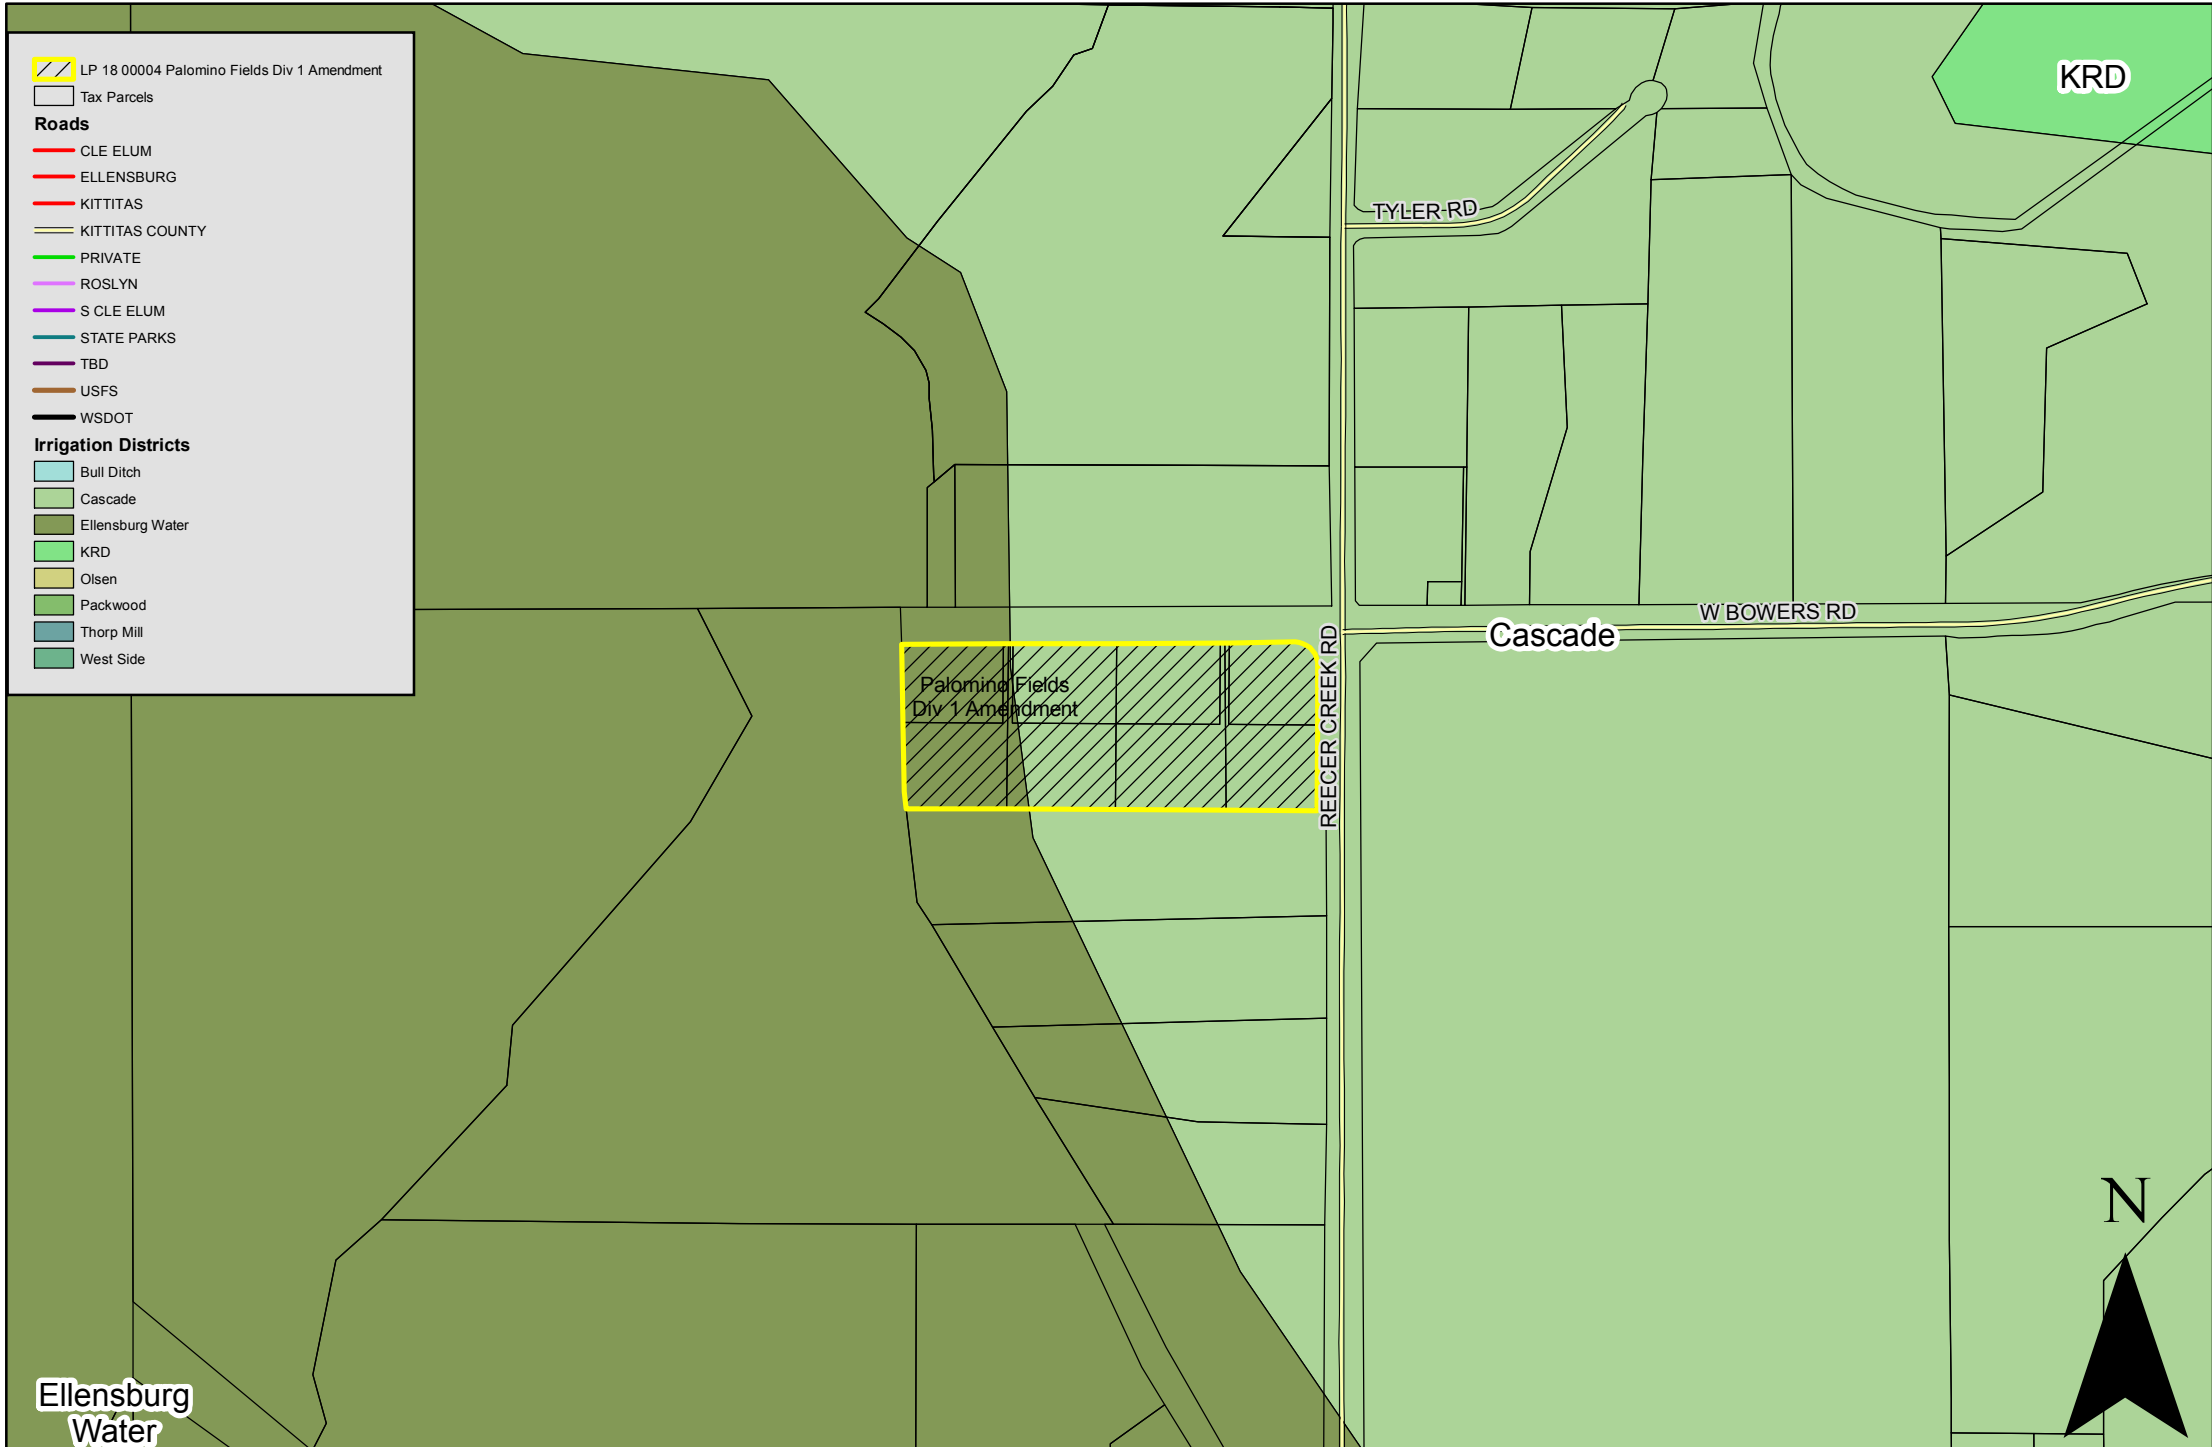 LP 18 00004 Palomino Fields Div 1 Amendment
Tax Parcels
Roads
CLE ELUM
ELLENSBURG
KITTITAS
KITTITAS COUNTY
PRIVATE
ROSLYN
S CLE ELUM
STATE PARKS
TBD
USFS
WSDOT
Irrigation Districts
Bull Ditch
Cascade
Ellensburg Water
KRD
Olsen
Packwood
Thorp Mill
West Side
KRD
TYLER RD
W BOWERS RD
Cascade
REECER CREEK RD
Palomino Fields
Div 1 Amendment
N
Ellensburg
Water